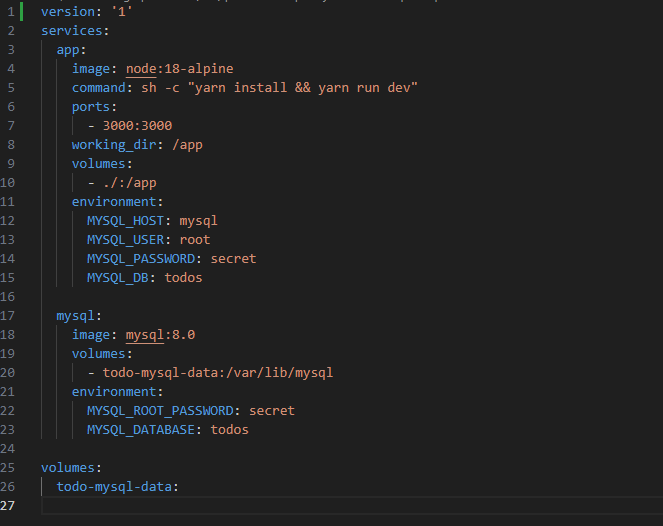 1 version: '1'
2 services:
3   app:
4     image: node:18-alpine
5     command: sh -c "yarn install && yarn run dev"
6     ports:
7       - 3000:3000
8     working_dir: /app
9     volumes:
10       - ./:/app
11     environment:
12       MYSQL_HOST: mysql
13       MYSQL_USER: root
14       MYSQL_PASSWORD: secret
15       MYSQL_DB: todos
16
17   mysql:
18     image: mysql:8.0
19     volumes:
20       - todo-mysql-data:/var/lib/mysql
21     environment:
22       MYSQL_ROOT_PASSWORD: secret
23       MYSQL_DATABASE: todos
24
25 volumes:
26   todo-mysql-data:
27